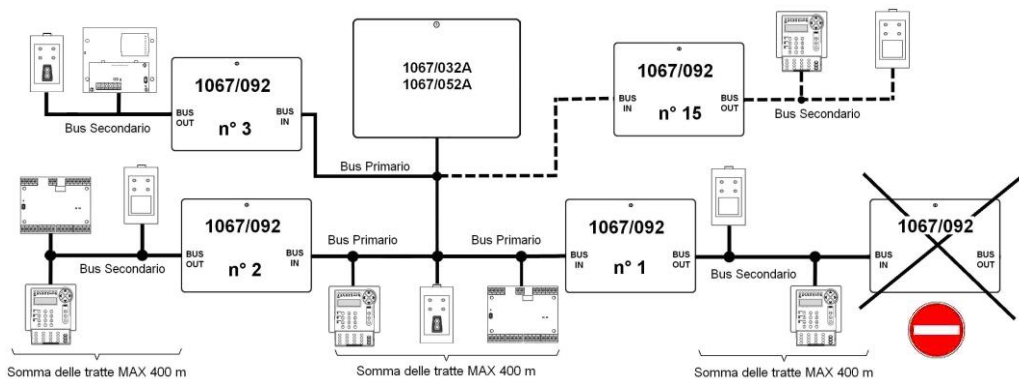 1067/032A
1067/052A
1067/092
BUS
OUT
BUS
IN
n° 3
Bus Secondario
1067/092
BUS
IN
BUS
OUT
n° 15
Bus Secondario
Bus Primario
1067/092
BUS
OUT
BUS
IN
n° 2
Bus Secondario
Bus Primario
Bus Primario
1067/092
BUS
IN
BUS
OUT
n° 1
Bus Secondario
1067/092
BUS
IN
BUS
OUT
Somma delle tratte MAX 400 m
Somma delle tratte MAX 400 m
Somma delle tratte MAX 400 m